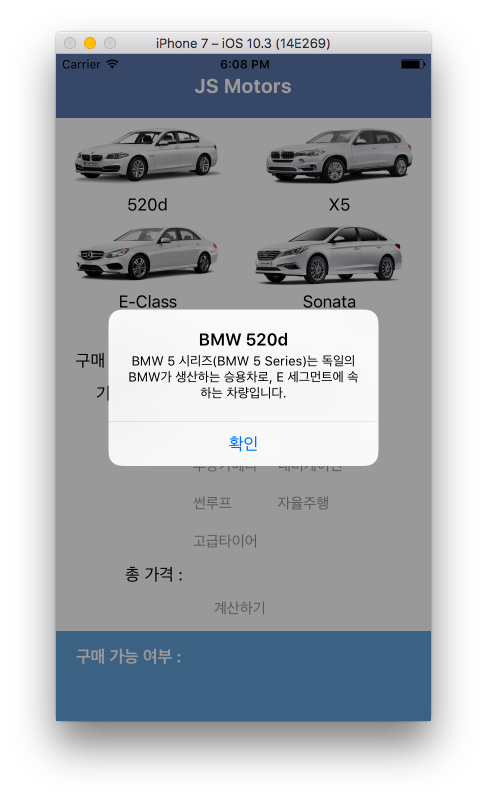 iPhone 7 – iOS 10.3 (14E269)
Carrier 6:08 PM
JS Motors
520d X5
E-Class Sonata
BMW 520d
구매
BMW 5 시리즈(BMW 5 Series)는 독일의
BMW가 생산하는 승용차로, E 세그먼트에 속
하는 차량입니다.
확인
썬루프 자율주행
고급타이어
총 가격 :
계산하기
구매 가능 여부 :